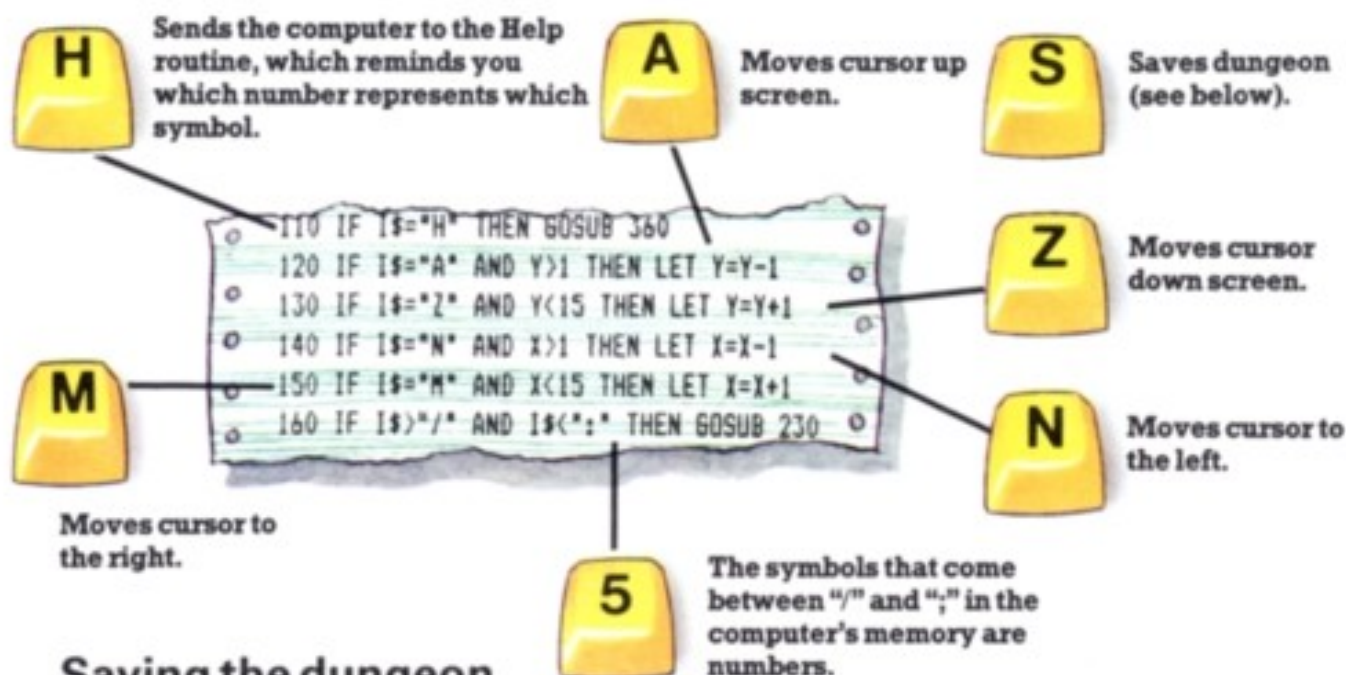 H
Sends the computer to the Help
routine, which reminds you
which number represents which
symbol.
A
Moves cursor up
screen.
S
Saves dungeon
(see below).
110 IF I$="H" THEN GOSUB 360
120 IF I$="A" AND Y>1 THEN LET Y=Y-1
130 IF I$="Z" AND Y<15 THEN LET Y=Y+1
140 IF I$="N" AND X>1 THEN LET X=X-1
150 IF I$="M" AND X<15 THEN LET X=X+1
160 IF I$>"/" AND I$<":" THEN GOSUB 230
Z
Moves cursor
down screen.
M
Moves cursor to
the right.
N
Moves cursor to
the left.
5
The symbols that come
between “/” and “;” in the
computer's memory are
numbers.
Saving the dungeon